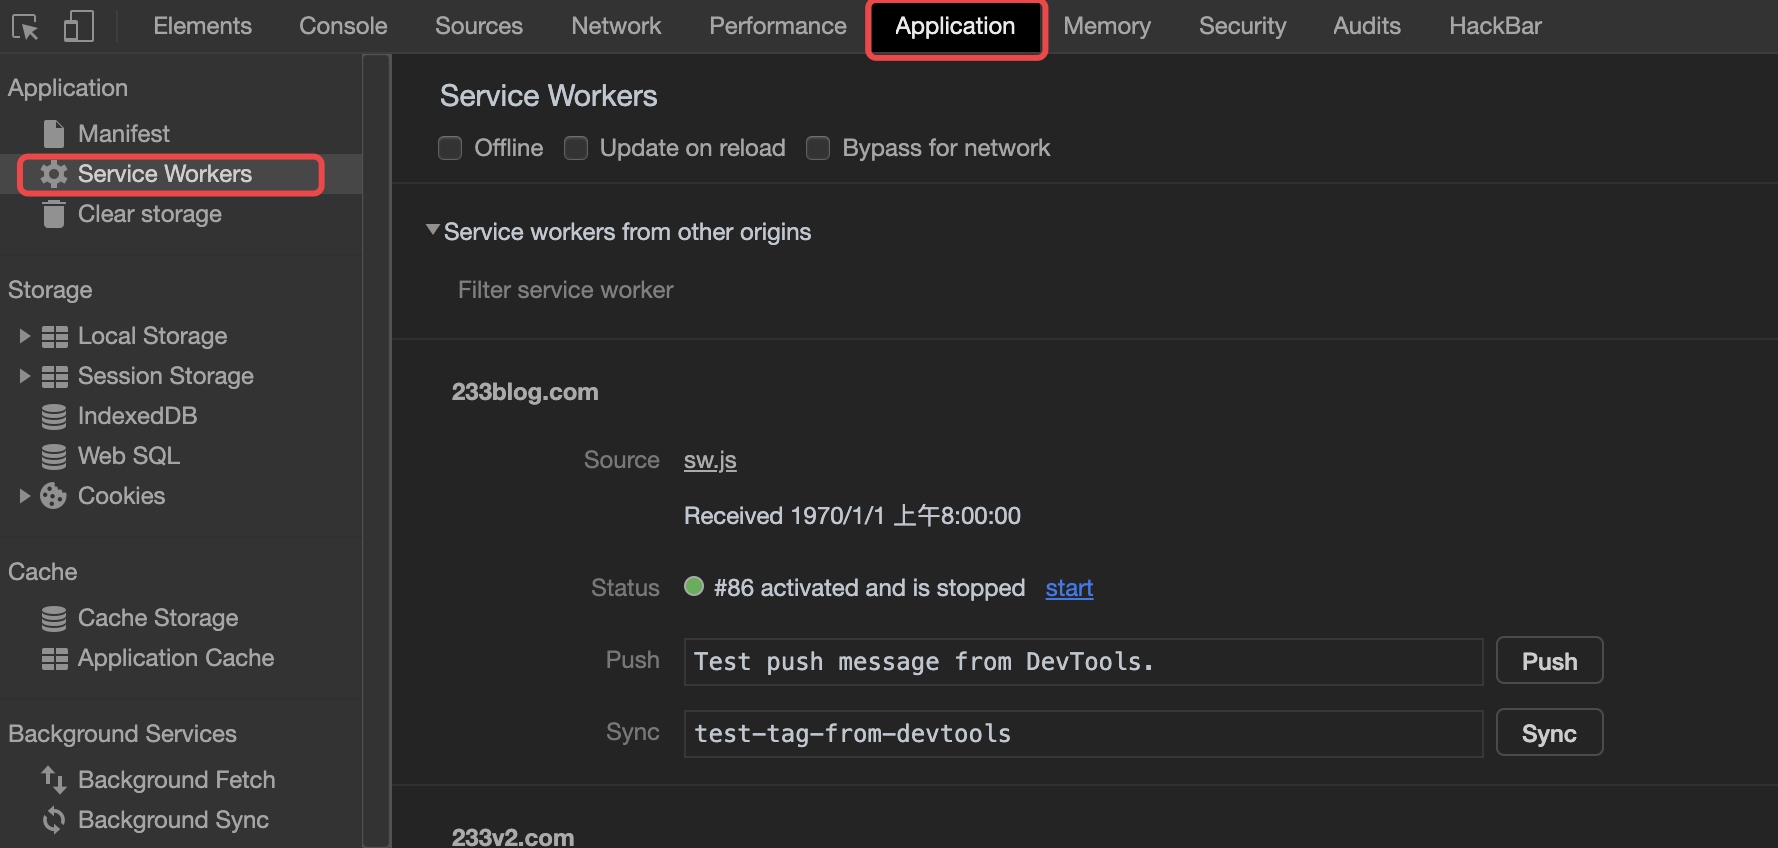 Elements Console Sources Network Performance Application Memory Security Audits HackBar
Application
Manifest
Service Workers
Clear storage
Storage
Local Storage
Session Storage
IndexedDB
Web SQL
Cookies
Cache
Cache Storage
Application Cache
Background Services
Background Fetch
Background Sync
Service Workers
Offline Update on reload Bypass for network
Service workers from other origins
Filter service worker
233blog.com
Source sw.js
Received 1970/1/1 上午8:00:00
Status #86 activated and is stopped start
Push Test push message from DevTools. Push
Sync test-tag-from-devtools Sync
233v2.com